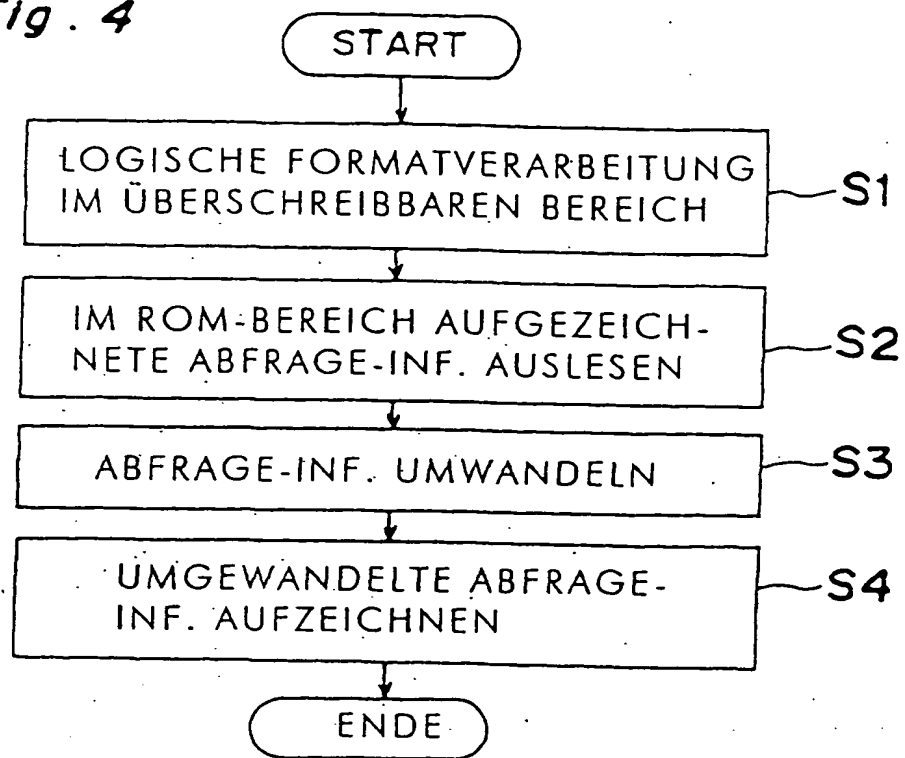 Fig. 4
START
LOGISCHE FORMATVERARBEITUNG
IM ÜBERSCHREIBBAREN BEREICH
S1
IM ROM-BEREICH AUFGEZEICH-
NETE ABFRAGE-INF. AUSLESEN
S2
ABFRAGE-INF. UMWANDELN
S3
UMGEWANDELTE ABFRAGE-
INF. AUFZEICHNEN
S4
ENDE